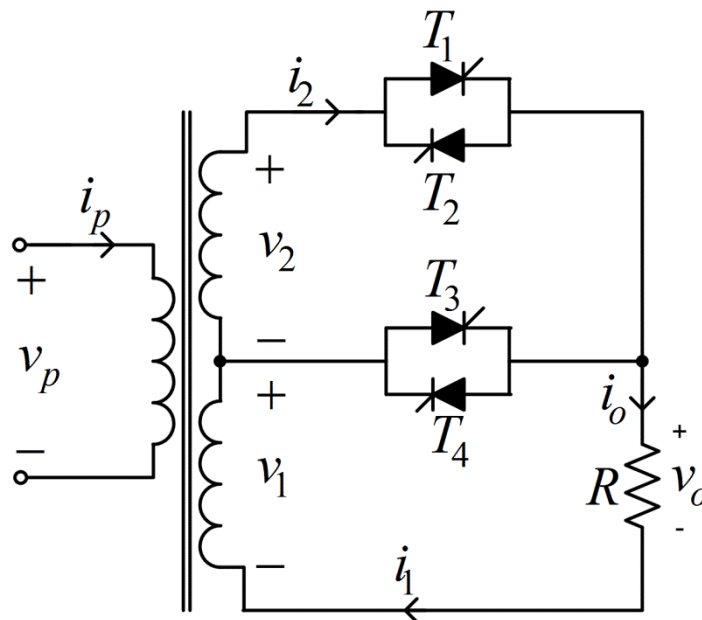 T₁
i₂
T₂
iₚ
+
+
v₂
−
vₚ
−
T₃
T₄
+
v₁
−
iₒ
+
R
vₒ
-
i₁